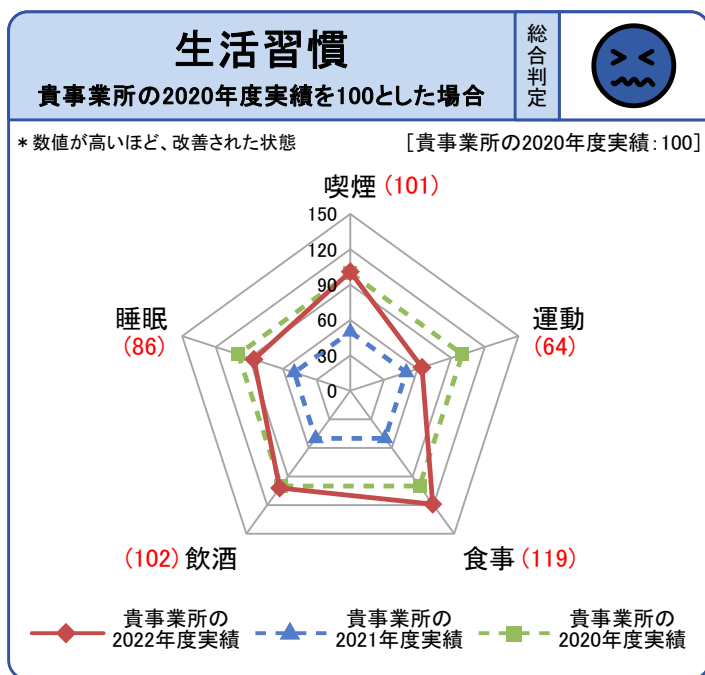 生活習慣
貴事業所の2020年度実績を100とした場合
総合判定
*数値が高いほど、改善された状態
[貴事業所の2020年度実績:100]
喫煙(101)
150
120
90
60
30
0
睡眠
(86)
運動
(64)
(102)飲酒
食事(119)
貴事業所の
2022年度実績
貴事業所の
2021年度実績
貴事業所の
2020年度実績